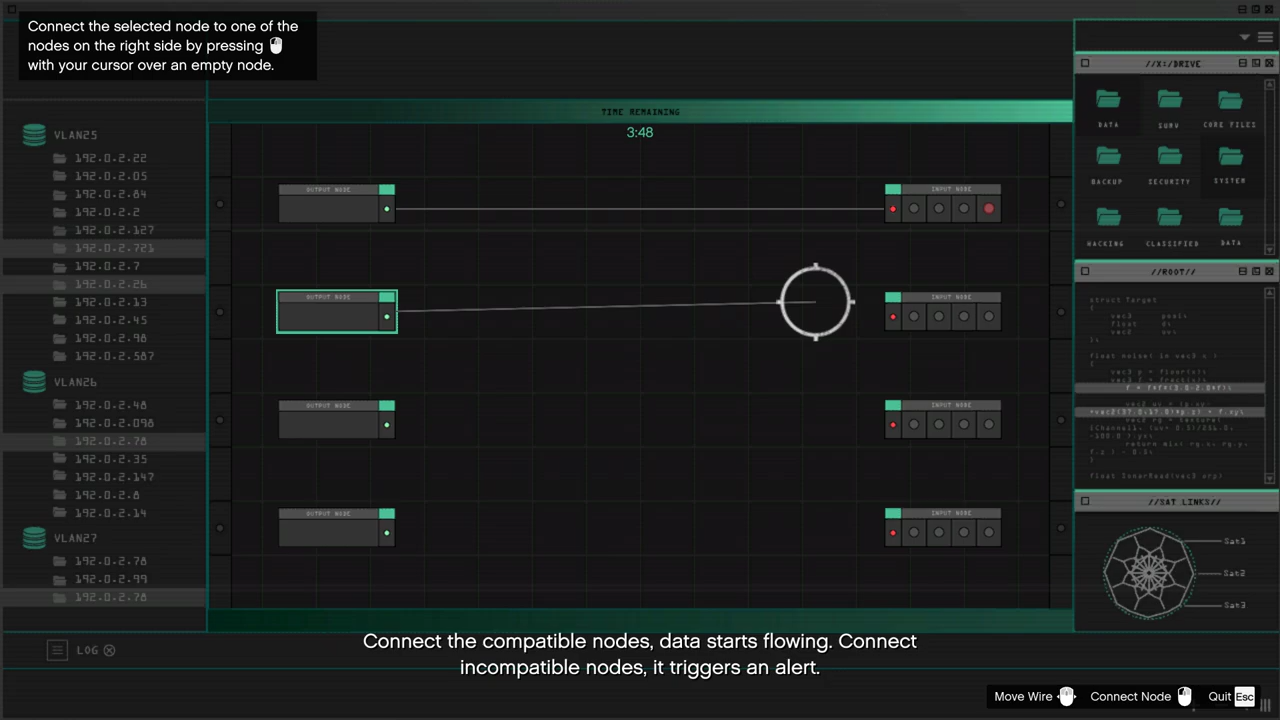 Connect the selected node to one of the
nodes on the right side by pressing
with your cursor over an empty node.
TIME REMAINING
3:48
VLAN25
192.0.2.22
192.0.2.05
192.0.2.84
192.0.2.2
192.0.2.127
192.0.2.721
192.0.2.7
192.0.2.26
192.0.2.13
192.0.2.45
192.0.2.98
192.0.2.587
VLAN26
192.0.2.48
192.0.2.098
192.0.2.78
192.0.2.35
192.0.2.147
192.0.2.8
192.0.2.14
VLAN27
192.0.2.78
192.0.2.99
192.0.2.78
OUTPUT NODE
INPUT NODE
OUTPUT NODE
INPUT NODE
OUTPUT NODE
INPUT NODE
OUTPUT NODE
INPUT NODE
//X:/DRIVE
DATA SURV CORE FILES
BACKUP SECURITY SYSTEM
HACKING CLASSIFIED DATA
//ROOT//
struct Target
//SAT LINKS//
Sat1
Sat2
Sat3
LOG
Connect the compatible nodes, data starts flowing. Connect
incompatible nodes, it triggers an alert.
Move Wire Connect Node Quit Esc